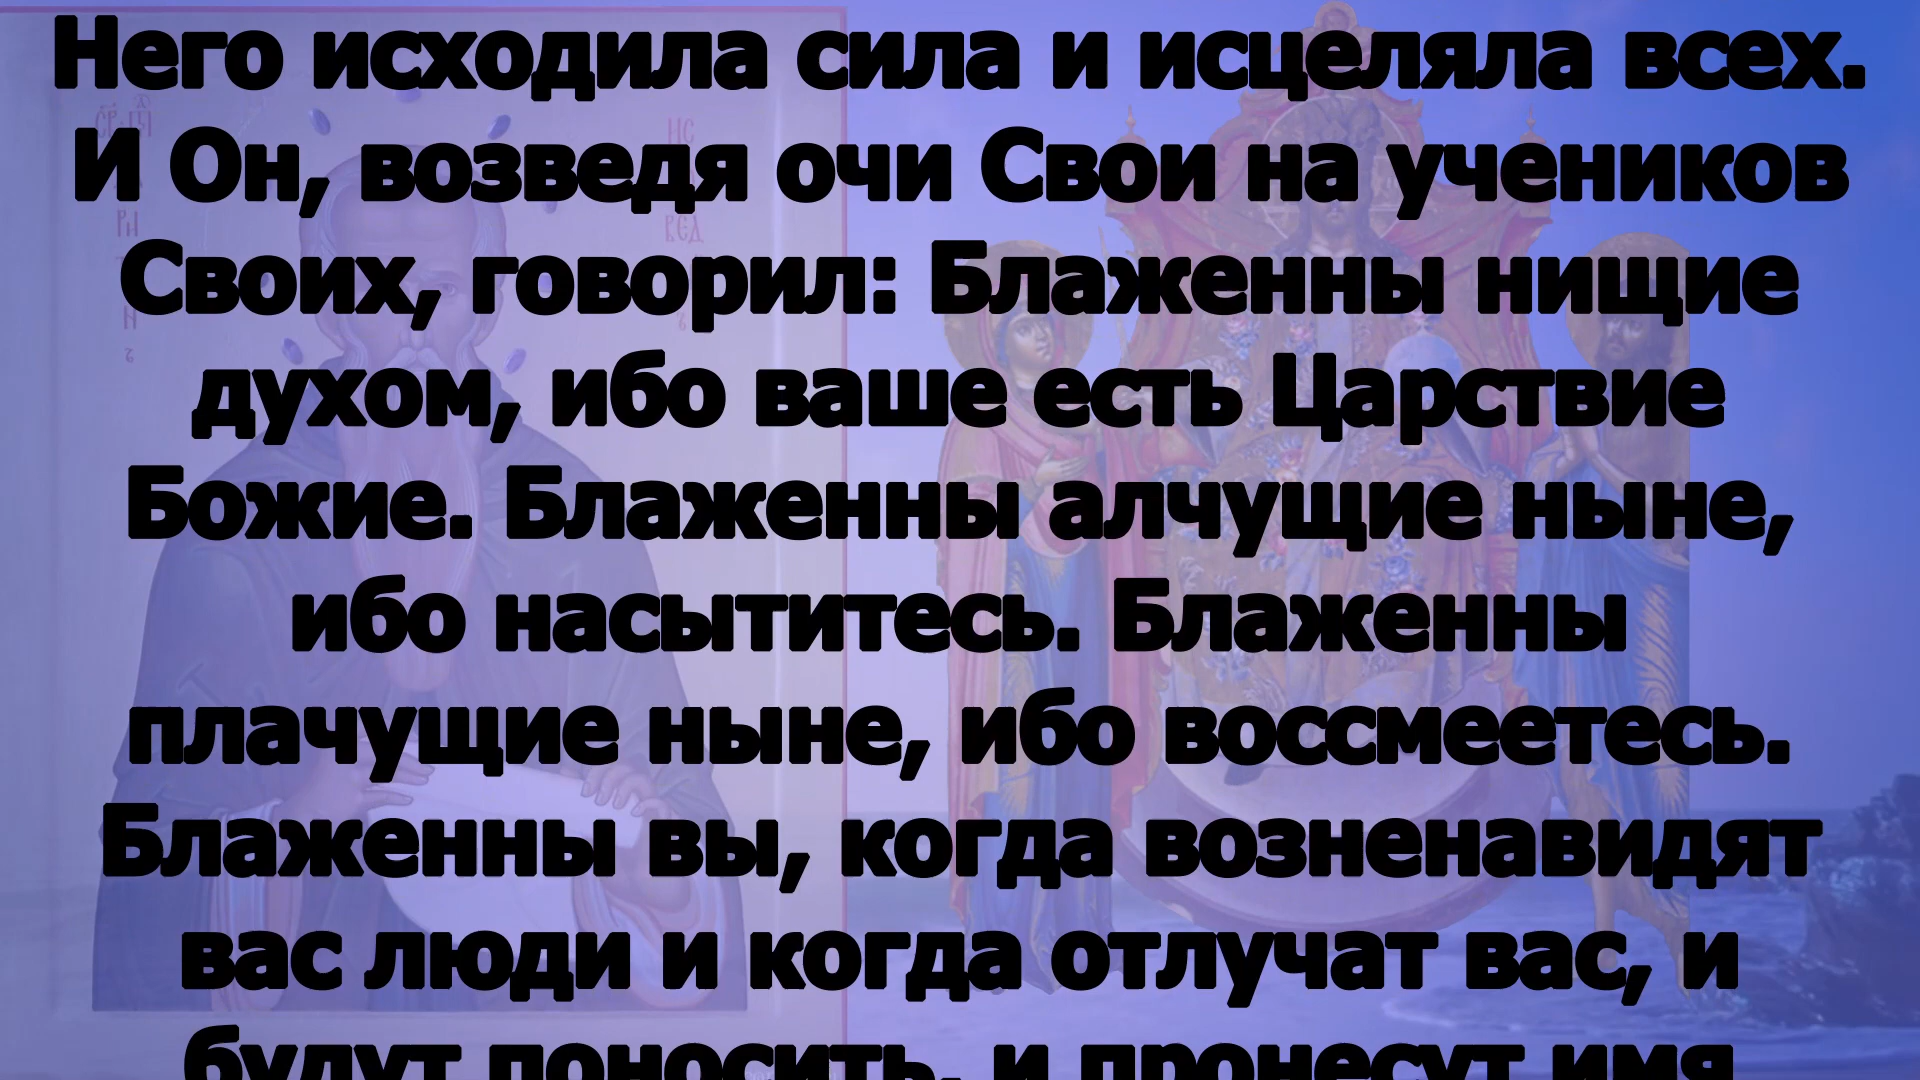 Него исходила сила и исцеляла всех.
И Он, возведя очи Свои на учеников
Своих, говорил: Блаженны нищие
духом, ибо ваше есть Царствие
Божие. Блаженны алчущие ныне,
ибо насытитесь. Блаженны
плачущие ныне, ибо воссмеетесь.
Блаженны вы, когда возненавидят
вас люди и когда отлучат вас, и
будут поносить, и пронесут имя